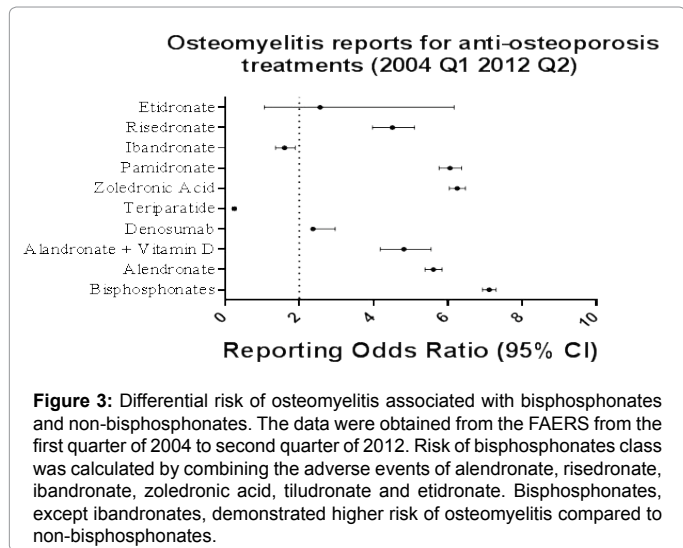 Osteomyelitis reports for anti-osteoporosis
treatments (2004 Q1 2012 Q2)
Etidronate
Risedronate
Ibandronate
Pamidronate
Zoledronic Acid
Teriparatide
Denosumab
Alandronate + Vitamin D
Alendronate
Bisphosphonates
0 2 4 6 8 10
Reporting Odds Ratio (95% CI)
Figure 3: Differential risk of osteomyelitis associated with bisphosphonates
and non-bisphosphonates. The data were obtained from the FAERS from the
first quarter of 2004 to second quarter of 2012. Risk of bisphosphonates class
was calculated by combining the adverse events of alendronate, risedronate,
ibandronate, zoledronic acid, tiludronate and etidronate. Bisphosphonates,
except ibandronates, demonstrated higher risk of osteomyelitis compared to
non-bisphosphonates.